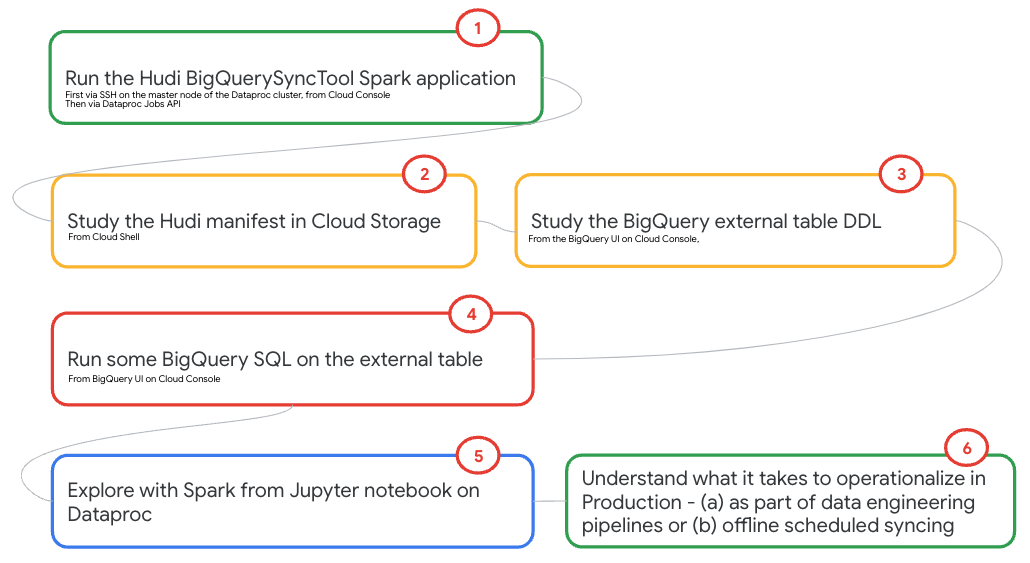 1
Run the Hudi BigQuerySyncTool Spark application
First via SSH on the master node of the Dataproc cluster, from Cloud Console
Then via Dataproc Jobs API
2
Study the Hudi manifest in Cloud Storage
From Cloud Shell
3
Study the BigQuery external table DDL
From the BigQuery UI on Cloud Console,
4
Run some BigQuery SQL on the external table
From BigQuery UI on Cloud Console
5
Explore with Spark from Jupyter notebook on
Dataproc
6
Understand what it takes to operationalize in
Production - (a) as part of data engineering
pipelines or (b) offline scheduled syncing